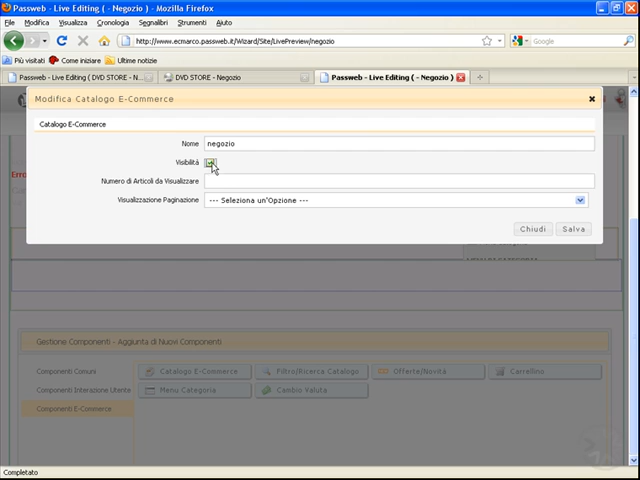 Passweb - Live Editing ( - Negozio ) - Mozilla Firefox
File Modifica Visualizza Cronologia Segnalibri Strumenti Aiuto
http://www.ecmarco.passweb.it/Wizard/Site/LivePreview/negozio
Google
Più visitati Come iniziare Ultime notizie
Passweb - Live Editing ( DVD STORE - N... DVD STORE - Negozio Passweb - Live Editing ( - Negozio )
Modifica Catalogo E-Commerce
Catalogo E-Commerce
Nome negozio
Visibilità
Numero di Articoli da Visualizzare
Visualizzazione Paginazione --- Seleziona un'Opzione ---
Chiudi Salva
Gestione Componenti - Aggiunta di Nuovi Componenti
Componenti Comuni Catalogo E-Commerce Filtro/Ricerca Catalogo Offerte/Novità Carrellino
Componenti Interazione Utente Menu Categoria Cambio Valuta
Componenti E-Commerce
Completato